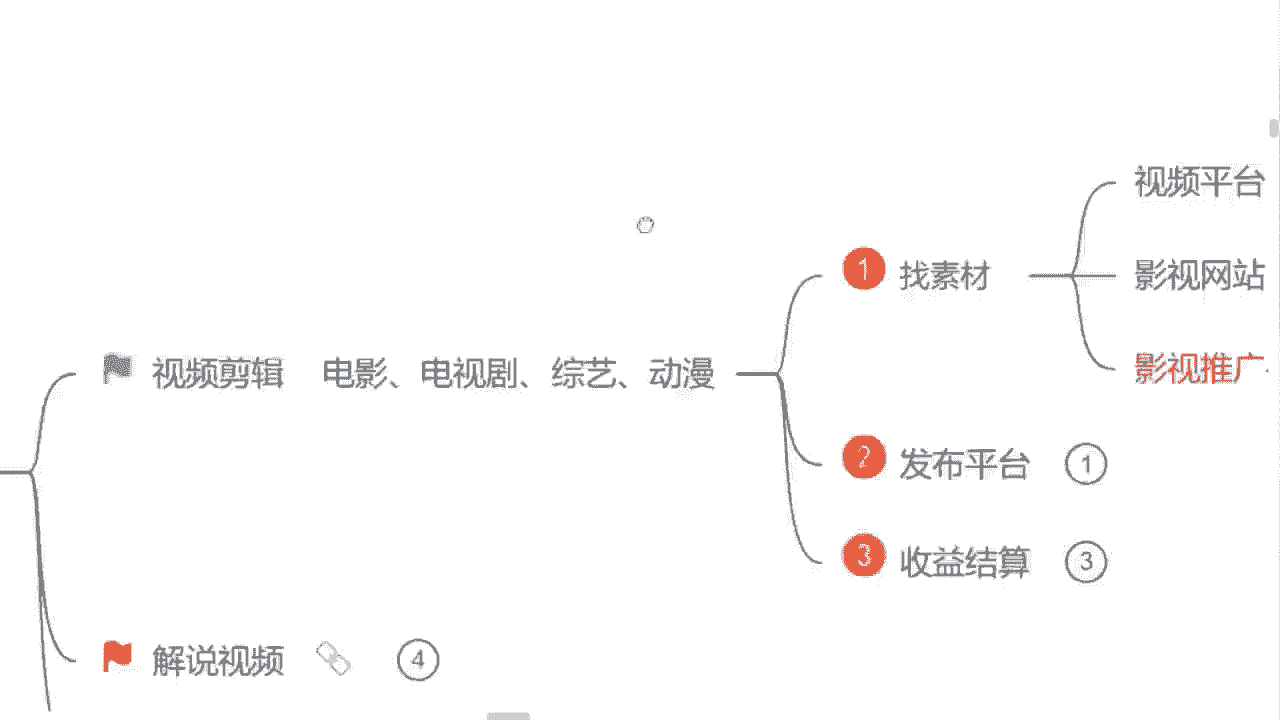 视频平台
1 找素材
影视网站
影视推广
视频剪辑 电影、电视剧、综艺、动漫
2 发布平台 1
3 收益结算 3
解说视频 4